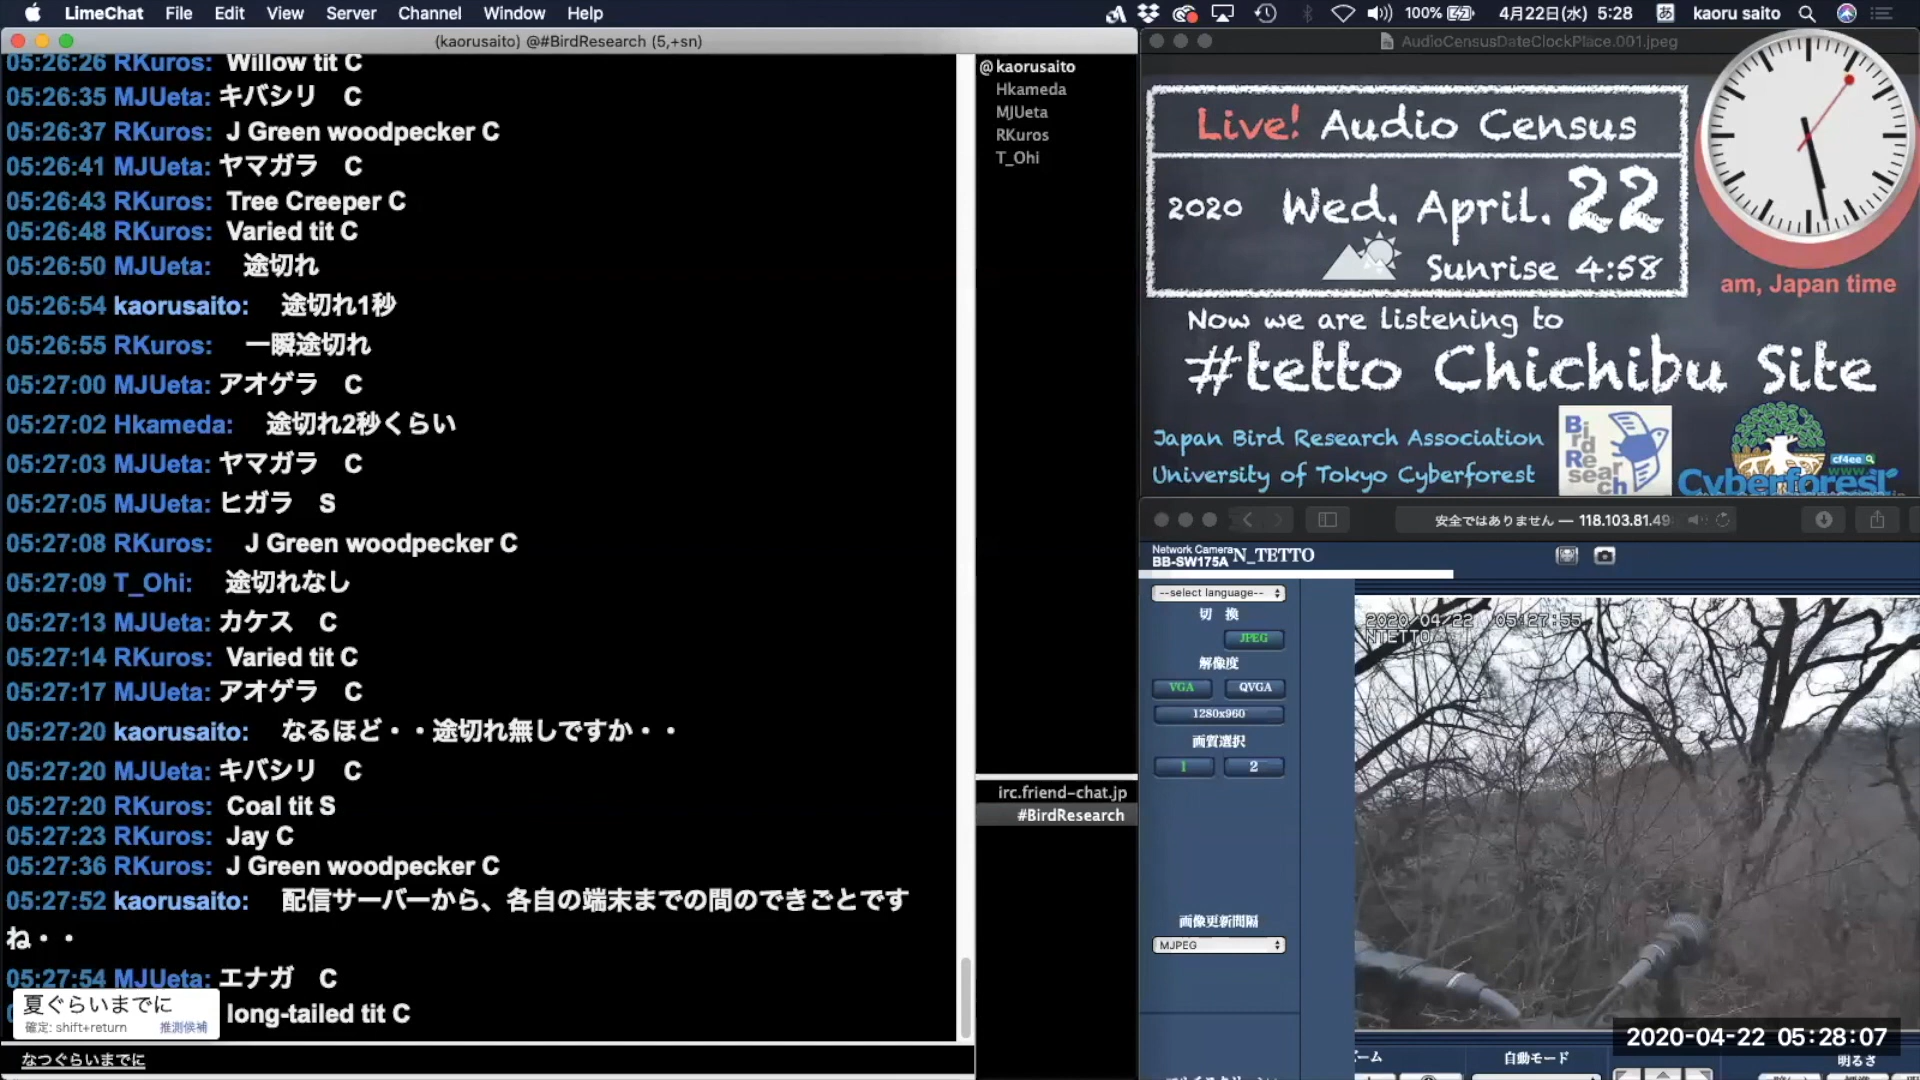 LimeChat File Edit View Server Channel Window Help
100% 4月22日(水) 5:28 あ kaoru saito
(kaorusaito) @#BirdResearch (5,+sn)
05:26:26 RKuros: Willow tit C
05:26:35 MJUeta: キバシリ　C
05:26:37 RKuros: J Green woodpecker C
05:26:41 MJUeta: ヤマガラ　C
05:26:43 RKuros: Tree Creeper C
05:26:48 RKuros: Varied tit C
05:26:50 MJUeta:　途切れ
05:26:54 kaorusaito:　途切れ1秒
05:26:55 RKuros:　一瞬途切れ
05:27:00 MJUeta: アオゲラ　C
05:27:02 Hkameda:　途切れ2秒くらい
05:27:03 MJUeta: ヤマガラ　C
05:27:05 MJUeta: ヒガラ　S
05:27:08 RKuros:　J Green woodpecker C
05:27:09 T_Ohi:　途切れなし
05:27:13 MJUeta: カケス　C
05:27:14 RKuros: Varied tit C
05:27:17 MJUeta: アオゲラ　C
05:27:20 kaorusaito:　なるほど・・途切れ無しですか・・
05:27:20 MJUeta: キバシリ　C
05:27:20 RKuros: Coal tit S
05:27:23 RKuros: Jay C
05:27:36 RKuros: J Green woodpecker C
05:27:52 kaorusaito:　配信サーバーから、各自の端末までの間のできごとです
ね・・
05:27:54 MJUeta: エナガ　C
long-tailed tit C
夏ぐらいまでに
確定: shift+return 推測候補
なつぐらいまでに
@kaorusaito
Hkameda
MJUeta
RKuros
T_Ohi
irc.friend-chat.jp
#BirdResearch
AudioCensusDateClockPlace.001.jpeg
Live! Audio Census
2020 Wed. April. 22
Sunrise 4:58
am, Japan time
Now we are listening to
#tetto Chichibu Site
Japan Bird Research Association
University of Tokyo Cyberforest
Bird Research
cf4ee
www.
Cyberforest
安全ではありません — 118.103.81.49
Network Camera
BB-SW175A N_TETTO
--select language--
切 換
JPEG
解像度
VGA QVGA
1280x960
画質選択
1 2
画像更新間隔
MJPEG
2020/04/22 05:27:55
NTETTO
2020-04-22 05:28:07
自動モード
明るさ